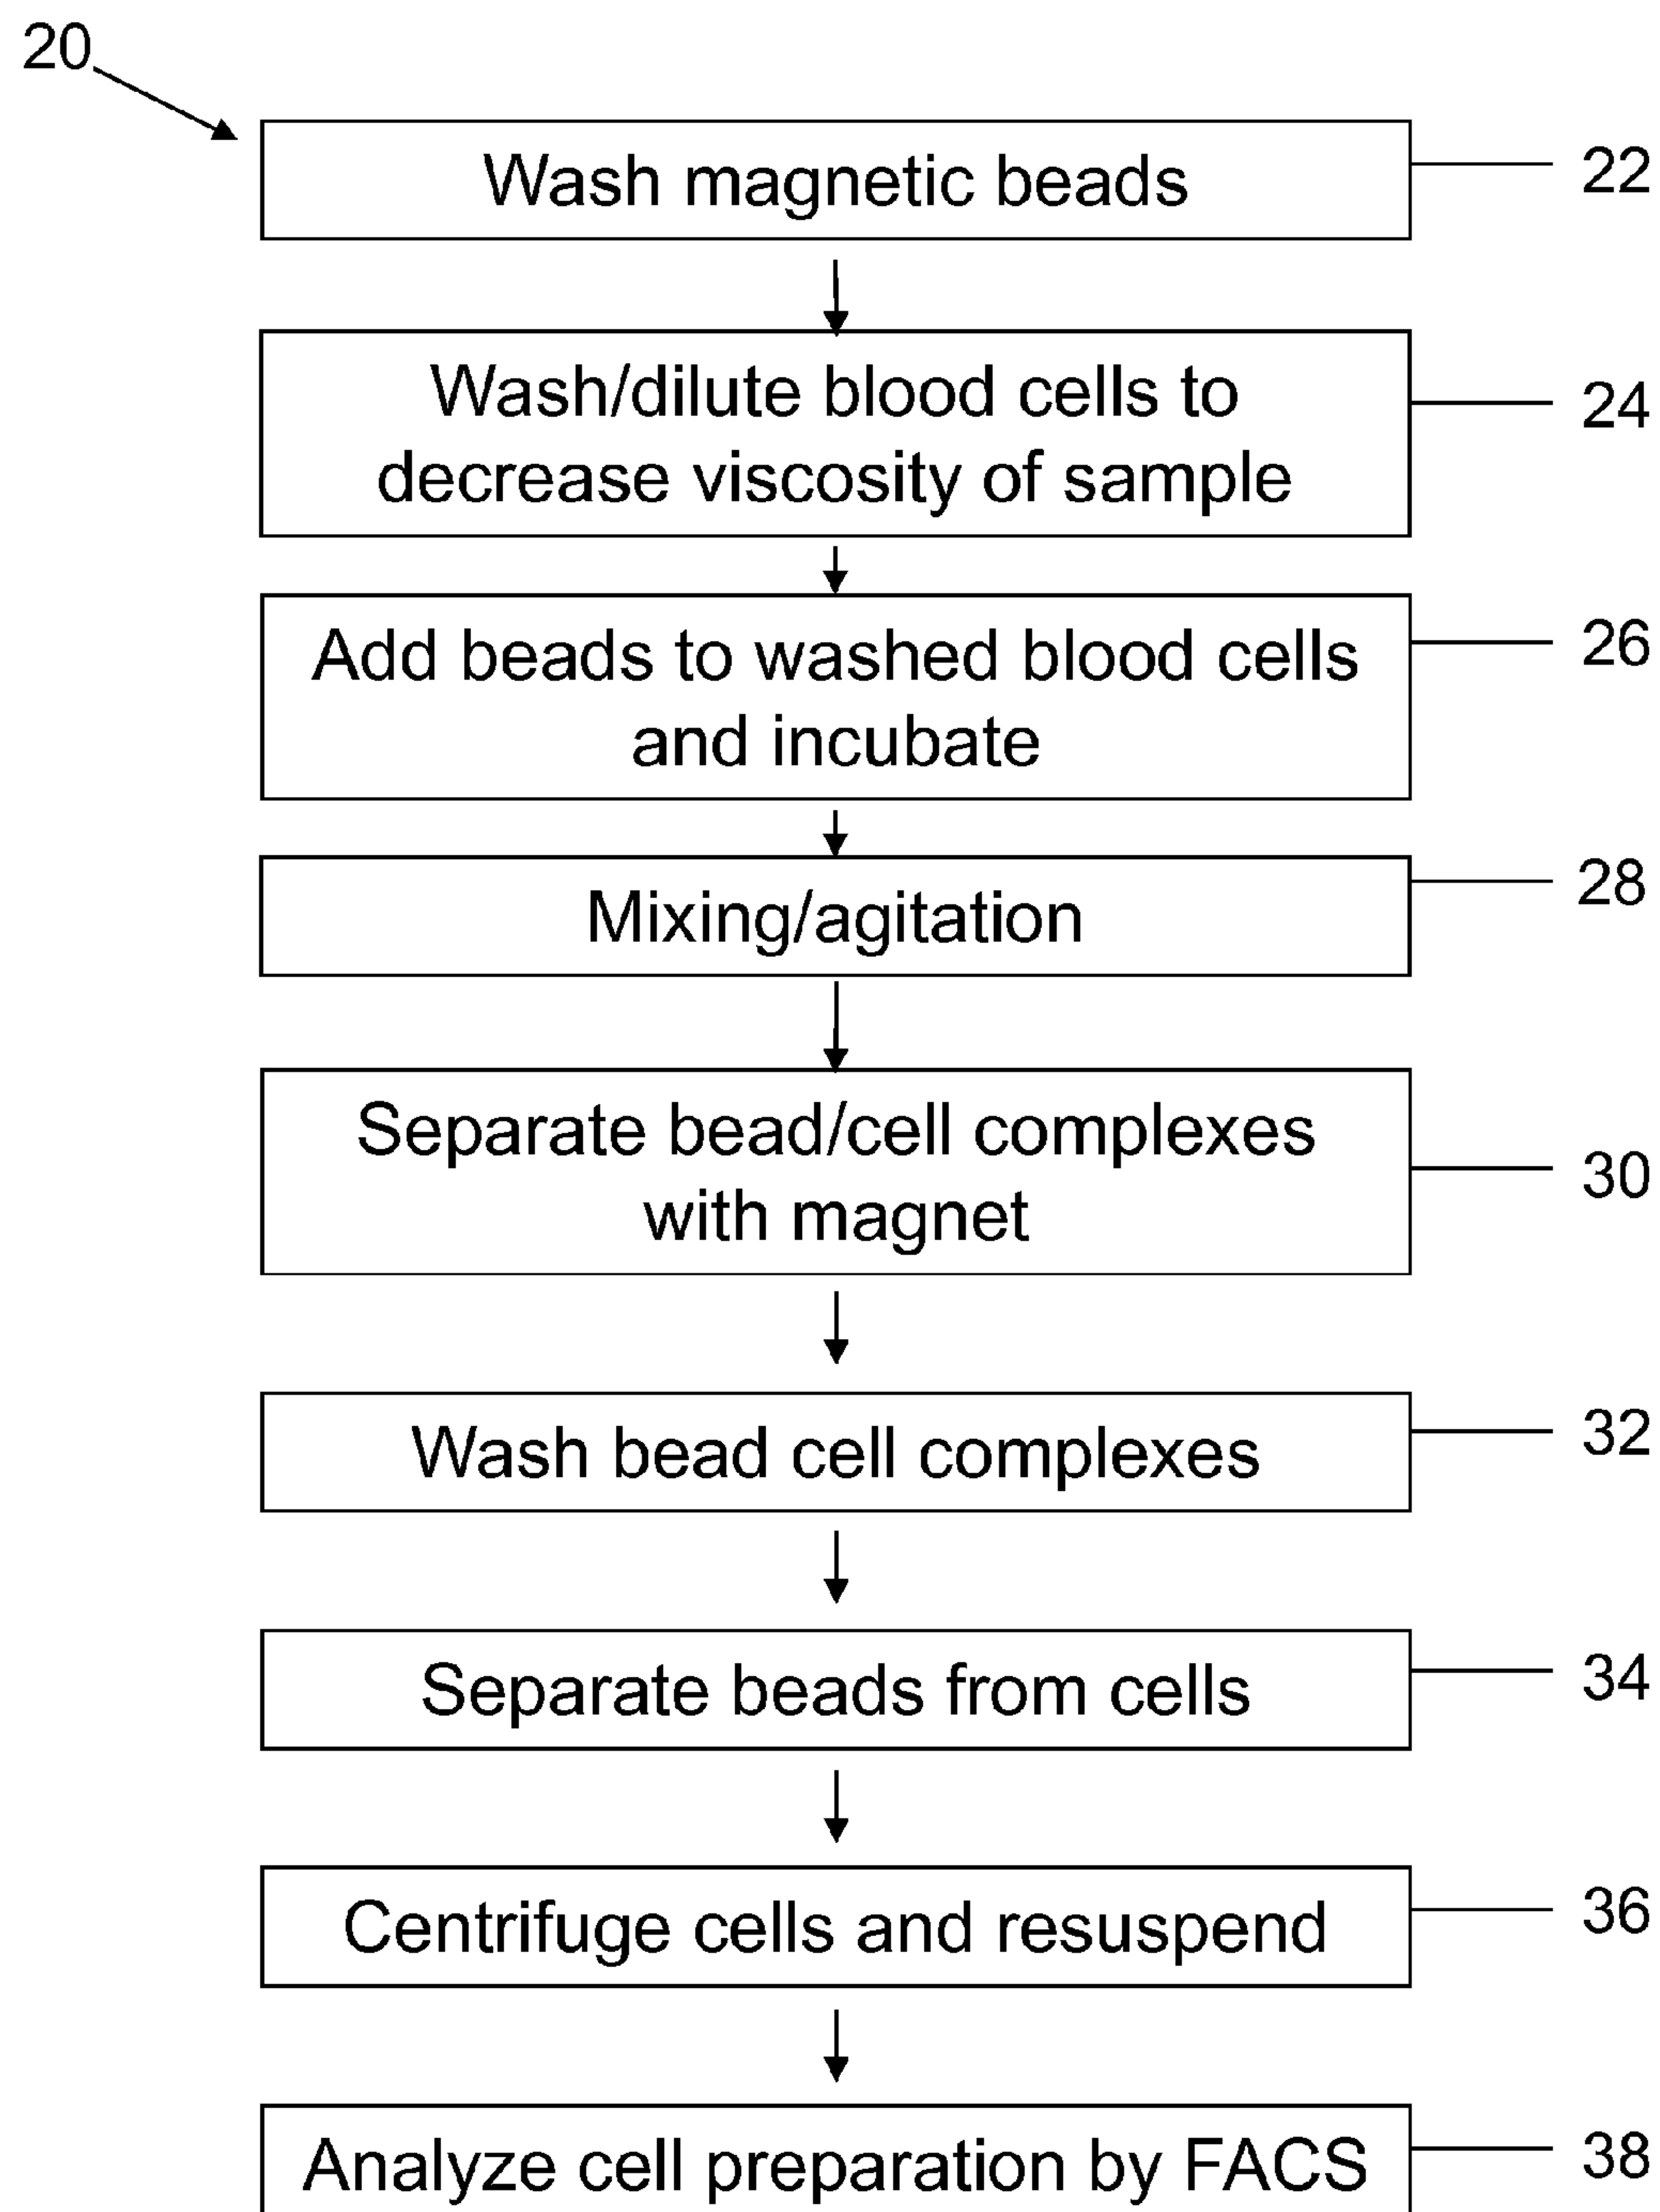 20
Wash magnetic beads
22
Wash/dilute blood cells to
decrease viscosity of sample
24
Add beads to washed blood cells
and incubate
26
Mixing/agitation
28
Separate bead/cell complexes
with magnet
30
Wash bead cell complexes
32
Separate beads from cells
34
Centrifuge cells and resuspend
36
Analyze cell preparation by FACS
38